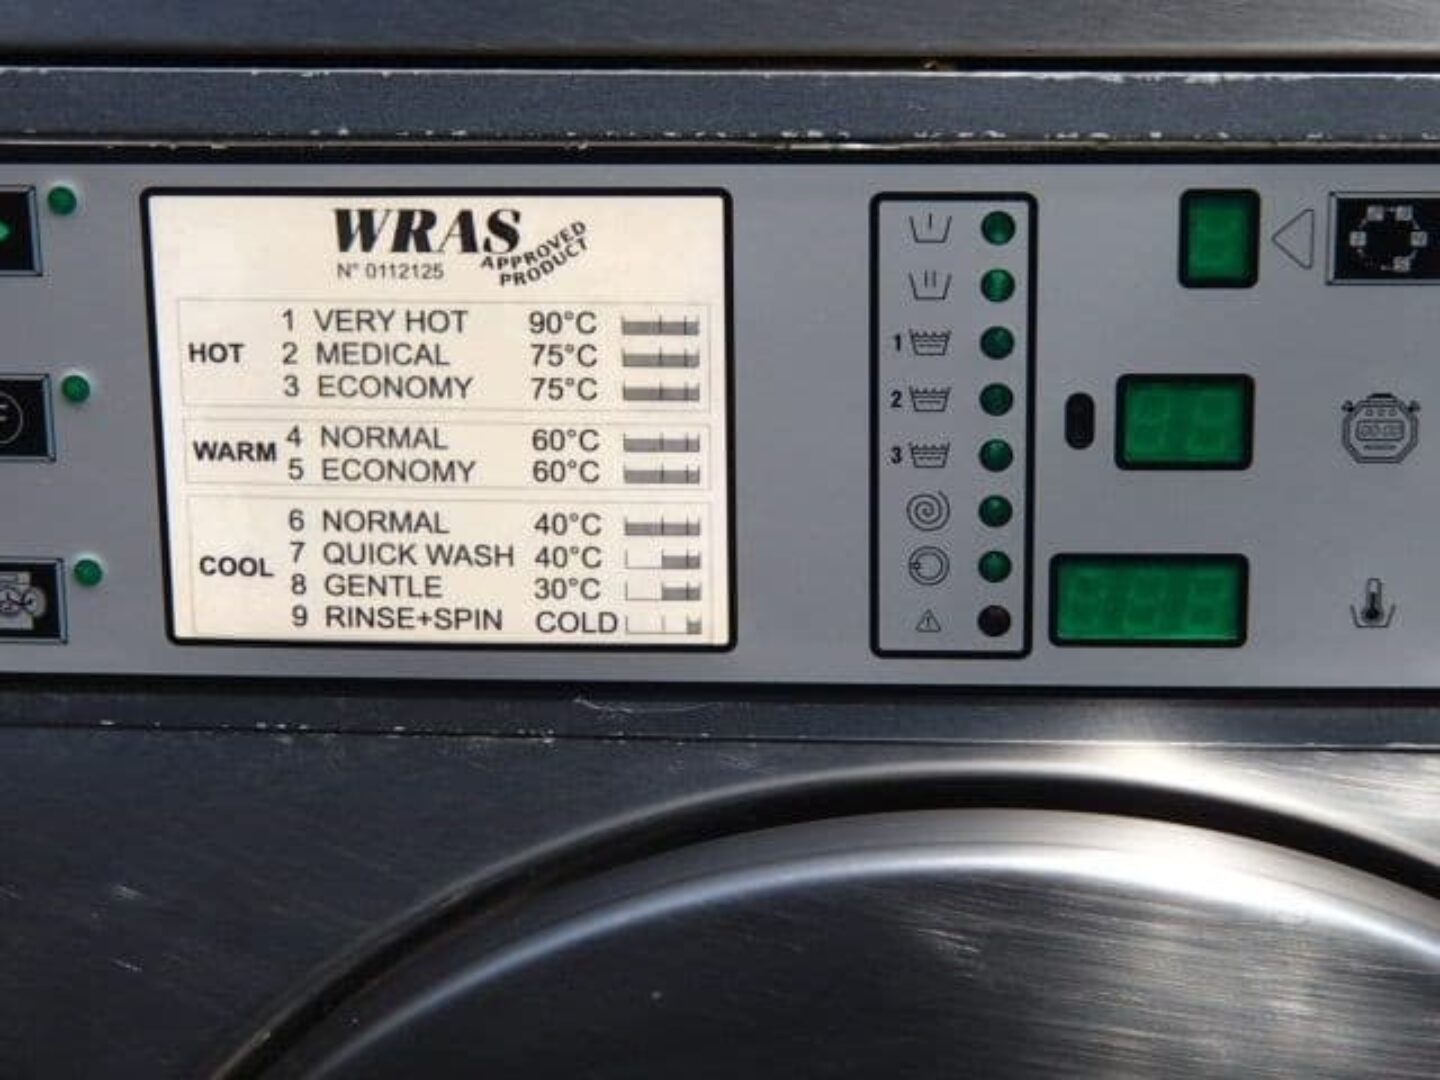 WRAS
APPROVED
PRODUCT
N° 0112125
HOT
1 VERY HOT 90°C
2 MEDICAL 75°C
3 ECONOMY 75°C
WARM
4 NORMAL 60°C
5 ECONOMY 60°C
COOL
6 NORMAL 40°C
7 QUICK WASH 40°C
8 GENTLE 30°C
9 RINSE+SPIN COLD
I
II
1
2
3